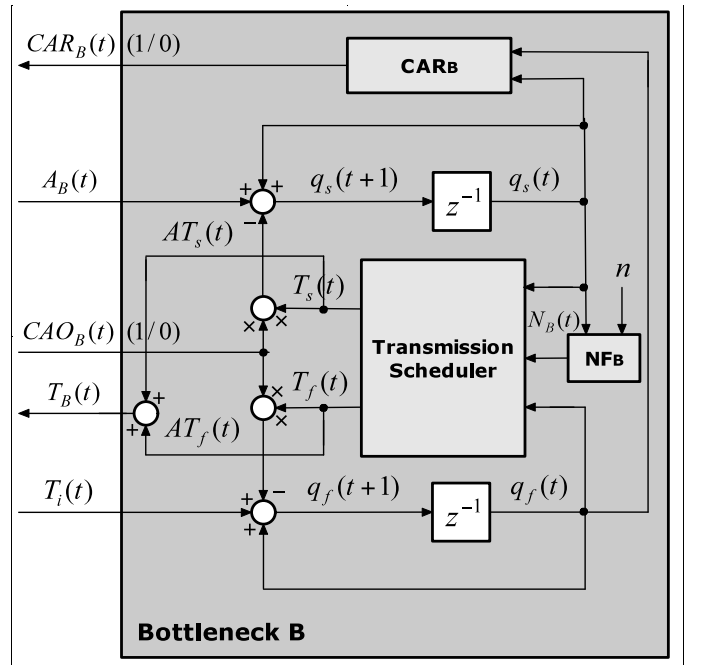 CAR_B(t) (1/0)
CARB
A_B(t)
+
+
q_s(t+1)
z^{-1}
q_s(t)
−
AT_s(t)
T_s(t)
n
×
×
N_B(t)
CAO_B(t) (1/0)
Transmission
Scheduler
NFB
×
×
T_f(t)
T_B(t)
+
+
AT_f(t)
T_i(t)
+
−
+
q_f(t+1)
z^{-1}
q_f(t)
Bottleneck B